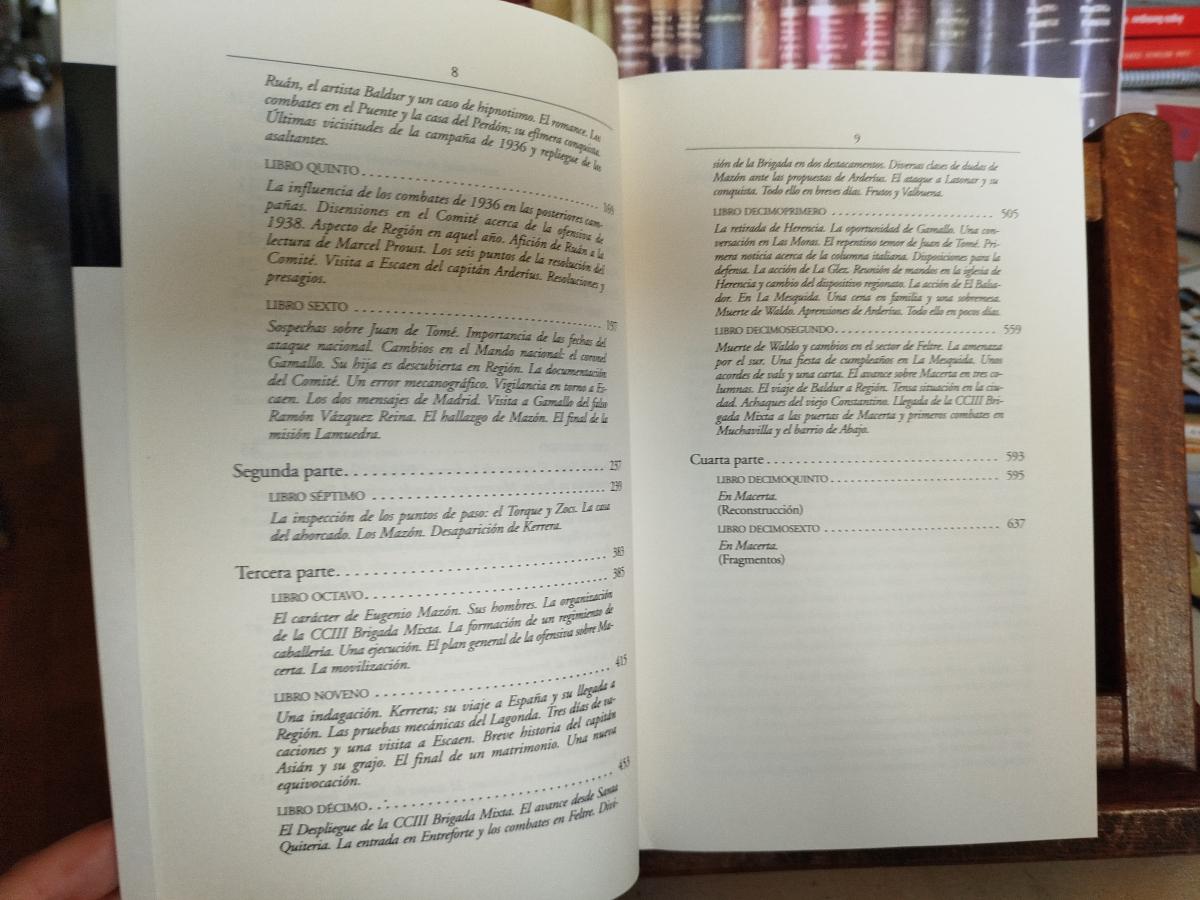 8
Ruán, el artista Baldur y un caso de hipnotismo. El romance. Los
combates en el Puente y la casa del Perdón; su efímera conquista.
Últimas vicisitudes de la campaña de 1936 y repliegue de los
asaltantes.
LIBRO QUINTO
La influencia de los combates de 1936 en las posteriores cam-
pañas. Disensiones en el Comité acerca de la ofensiva de
1938. Aspecto de Región en aquel año. Afición de Ruán a la
lectura de Marcel Proust. Los seis puntos de la resolución del
Comité. Visita a Escaen del capitán Arderíus. Resoluciones y
presagios.
LIBRO SEXTO 197
Sospechas sobre Juan de Tomé. Importancia de las fechas del
ataque nacional. Cambios en el Mando nacional: el coronel
Gamallo. Su hija es descubierta en Región. La documentación
del Comité. Un error mecanográfico. Vigilancia en torno a Es-
caen. Los dos mensajes de Madrid. Visita a Gamallo del falso
Ramón Vázquez Reina. El hallazgo de Mazón. El final de la
misión Lamuedra.
Segunda parte. 237
LIBRO SÉPTIMO 239
La inspección de los puntos de paso: el Torque y Zocs. La casa
del ahorcado. Los Mazón. Desaparición de Kerrera.
Tercera parte. 383
LIBRO OCTAVO. 385
El carácter de Eugenio Mazón. Sus hombres. La organización
de la CCIII Brigada Mixta. La formación de un regimiento de
caballería. Una ejecución. El plan general de la ofensiva sobre Ma-
certa. La movilización.
LIBRO NOVENO 415
Una indagación. Kerrera; su viaje a España y su llegada a
Región. Las pruebas mecánicas del Lagonda. Tres días de va-
caciones y una visita a Escaen. Breve historia del capitán
Asián y su grajo. El final de un matrimonio. Una nueva
equivocación.
LIBRO DÉCIMO. 453
El Despliegue de la CCIII Brigada Mixta. El avance desde Santa
Quiteria. La entrada en Entreforte y los combates en Feltre. Divi-
9
sión de la Brigada en dos destacamentos. Diversas clases de dudas de
Mazón ante las propuestas de Arderíus. El ataque a Latonar y su
conquista. Todo ello en breves días. Frutos y Valbuena.
LIBRO DECIMOPRIMERO 505
La retirada de Herencia. La oportunidad de Gamallo. Una con-
versación en Las Moras. El repentino temor de Juan de Tomé. Pri-
mera noticia acerca de la columna italiana. Disposiciones para la
defensa. La acción de La Glez. Reunión de mandos en la iglesia de
Herencia y cambio del dispositivo regionato. La acción de El Balsa-
dor. En La Mesquida. Una cena en familia y una sobremesa.
Muerte de Waldo. Aprensiones de Arderíus. Todo ello en pocos días.
LIBRO DECIMOSEGUNDO. 559
Muerte de Waldo y cambios en el sector de Feltre. La amenaza
por el sur. Una fiesta de cumpleaños en La Mesquida. Unos
acordes de vals y una carta. El avance sobre Macerta en tres co-
lumnas. El viaje de Baldur a Región. Tensa situación en la ciu-
dad. Achaques del viejo Constantino. Llegada de la CCIII Bri-
gada Mixta a las puertas de Macerta y primeros combates en
Muchavilla y el barrio de Abajo.
Cuarta parte 593
LIBRO DECIMOQUINTO. 595
En Macerta.
(Reconstrucción)
LIBRO DECIMOSEXTO 637
En Macerta.
(Fragmentos)